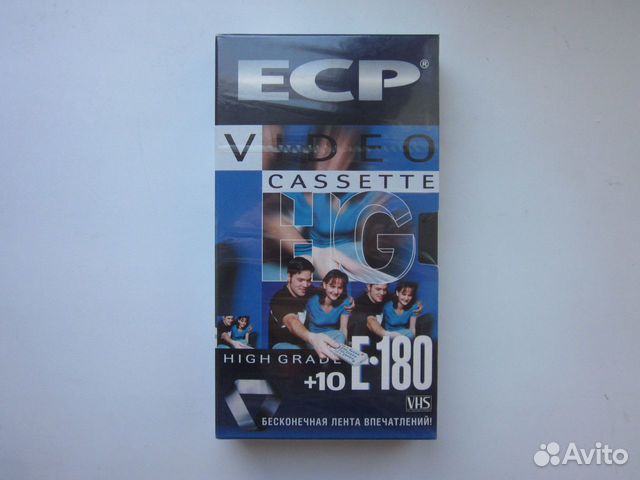 ECP®
VIDEO
CASSETTE
HG
HIGH GRADE
+10 E-180
VHS
БЕСКОНЕЧНАЯ ЛЕНТА ВПЕЧАТЛЕНИЙ!
Avito